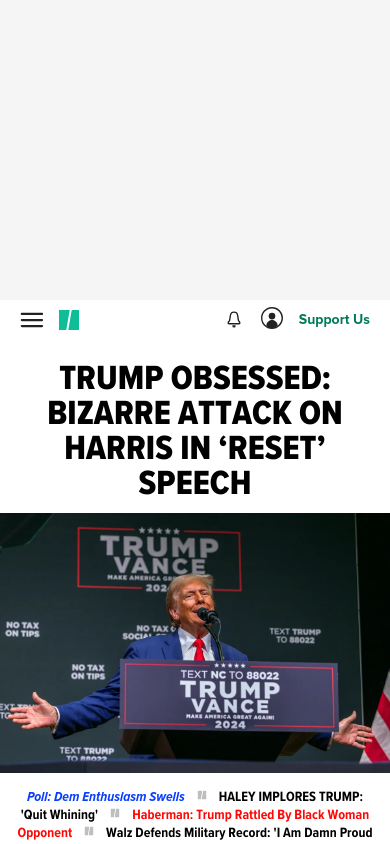 Support Us
TRUMP OBSESSED:
BIZARRE ATTACK ON
HARRIS IN ‘RESET’
SPEECH
TRUMP
VANCE
MAKE AMERICA GREAT
2024
NO TAX
ON TIPS
NO TAX
SOCIAL
TEXT TRUMP
TO 88022
NO TAX
ON TIPS
TEXT NC TO 88022
TRUMP
VANCE
MAKE AMERICA GREAT AGAIN!
2024
TEXT TRUMP
TO 88022
Poll: Dem Enthusiasm Swells
HALEY IMPLORES TRUMP:
'Quit Whining'
Haberman: Trump Rattled By Black Woman
Opponent
Walz Defends Military Record: 'I Am Damn Proud